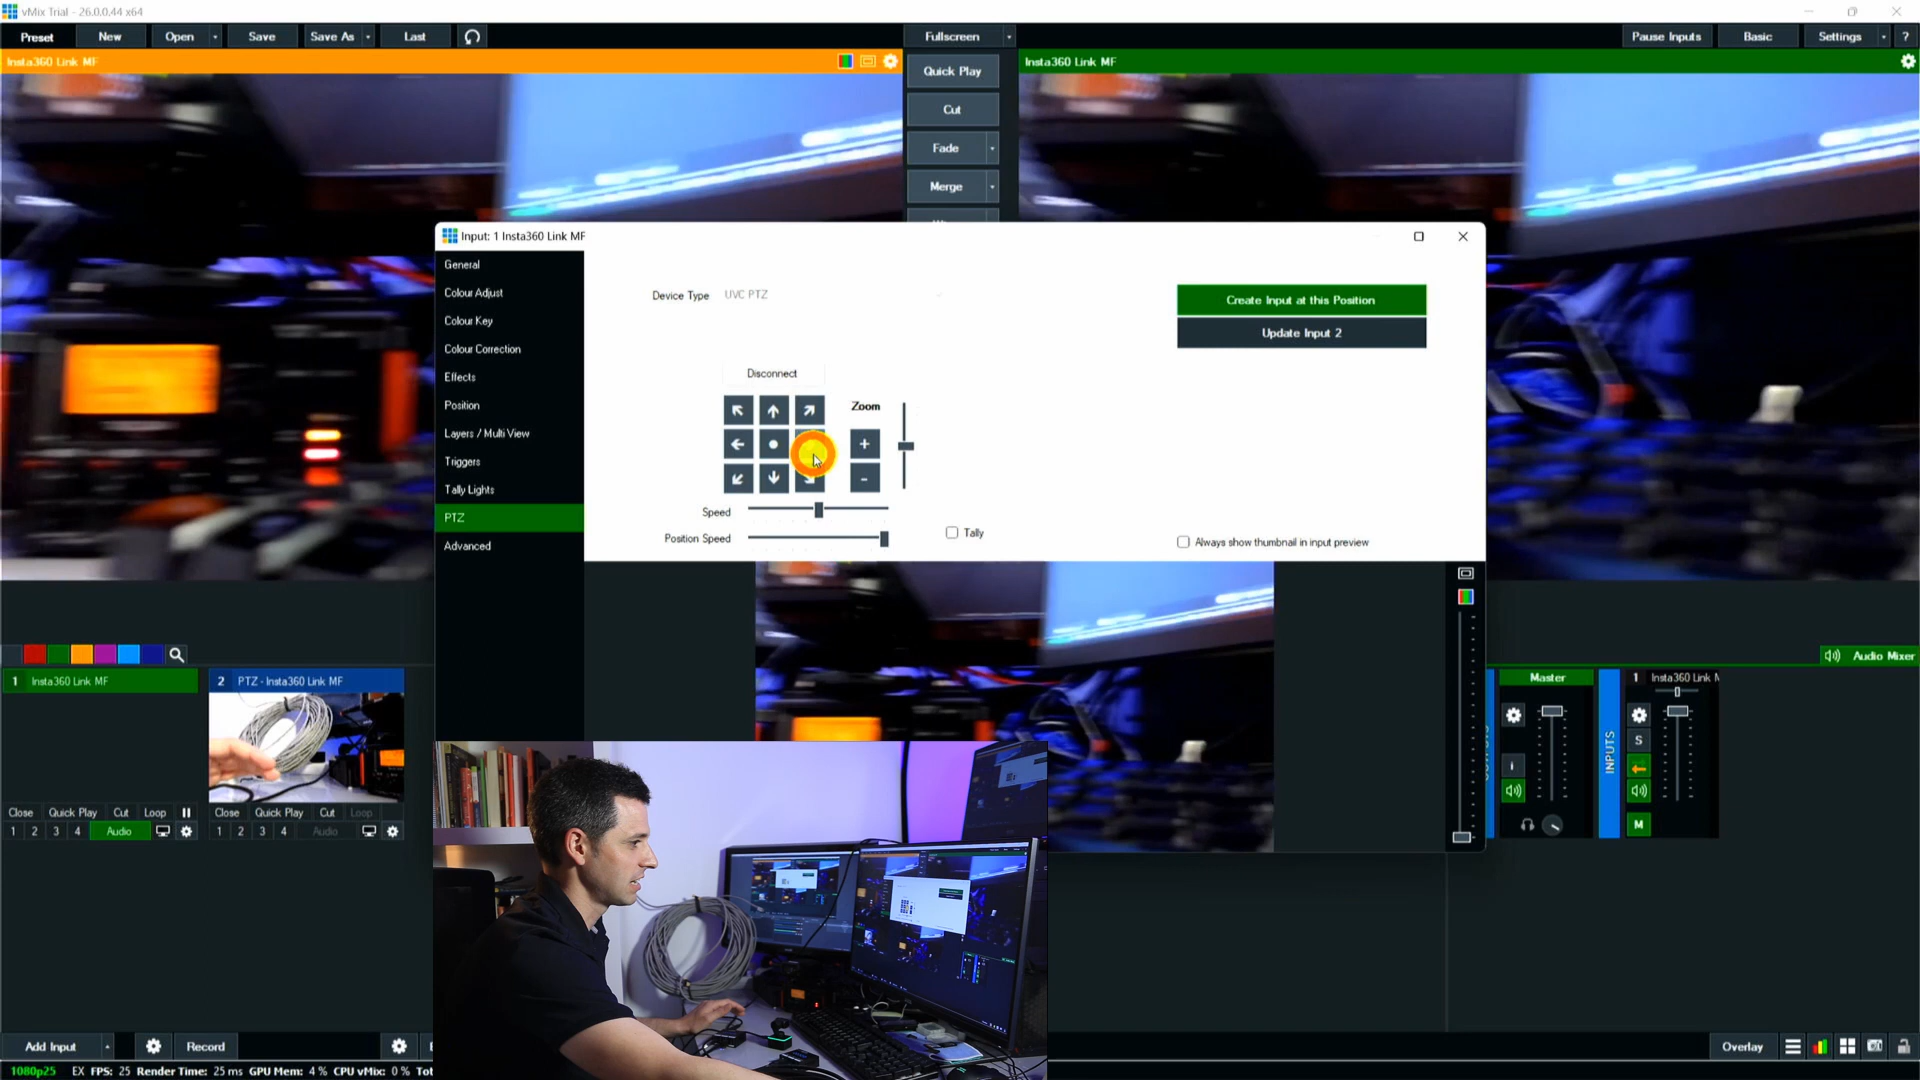 vMix Trial - 26.0.0.44 x64
Preset New Open Save Save As Last Fullscreen Pause Inputs Basic Settings ?
Insta360 Link MF
Quick Play
Insta360 Link MF
Cut
Fade
Merge
Input: 1 Insta360 Link MF
General
Colour Adjust
Colour Key
Colour Correction
Effects
Position
Layers / Multi View
Triggers
Tally Lights
PTZ
Advanced
Device Type UVC PTZ
Create Input at this Position
Update Input 2
Disconnect
Zoom
+
-
Speed
Position Speed
Tally
Always show thumbnail in input preview
Audio Mixer
1 Insta360 Link MF
2 PTZ - Insta360 Link MF
Close Quick Play Cut Loop
1 2 3 4 Audio
Close Quick Play Cut Loop
1 2 3 4 Audio
Master
1 Insta360 Link M
INPUTS
S
M
Add Input Record
Overlay
1080p25 EX FPS: 25 Render Time: 25 ms GPU Mem: 4 % CPU vMix: 0 % Tot